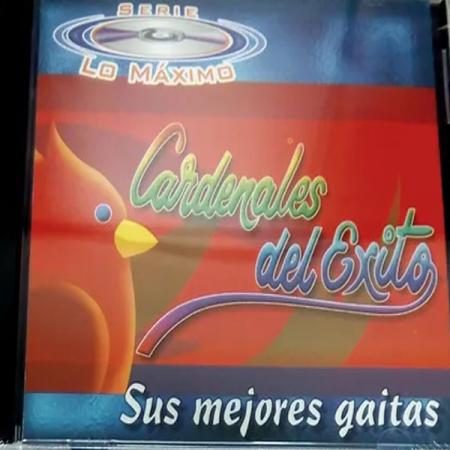 SERIE
LO MÁXIMO
Cardenales
del Exito
Sus mejores gaitas